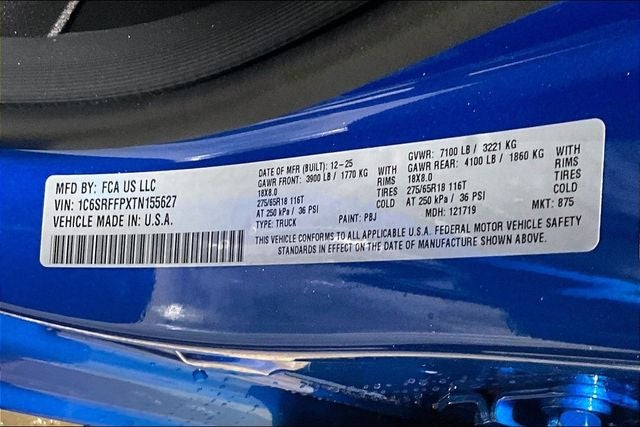 MFD BY: FCA US LLC
VIN: 1C6SRFFPXTN155627
VEHICLE MADE IN U.S.A.
DATE OF MFR (BUILT): 12-25
GAWR FRONT: 3900 LB / 1770 KG WITH
18X8.0 RIMS
275/65R18 116T TIRES
AT 250 kPa / 36 PSI COLD
TYPE: TRUCK PAINT: PBJ
GVWR: 7100 LB / 3221 KG
GAWR REAR: 4100 LB / 1860 KG WITH
18X8.0 RIMS
275/65R18 116T TIRES
AT 250 kPa / 36 PSI COLD
MDH: 121719 MKT: 875
THIS VEHICLE CONFORMS TO ALL APPLICABLE U.S.A. FEDERAL MOTOR VEHICLE SAFETY
STANDARDS IN EFFECT ON THE DATE OF MANUFACTURE SHOWN ABOVE.